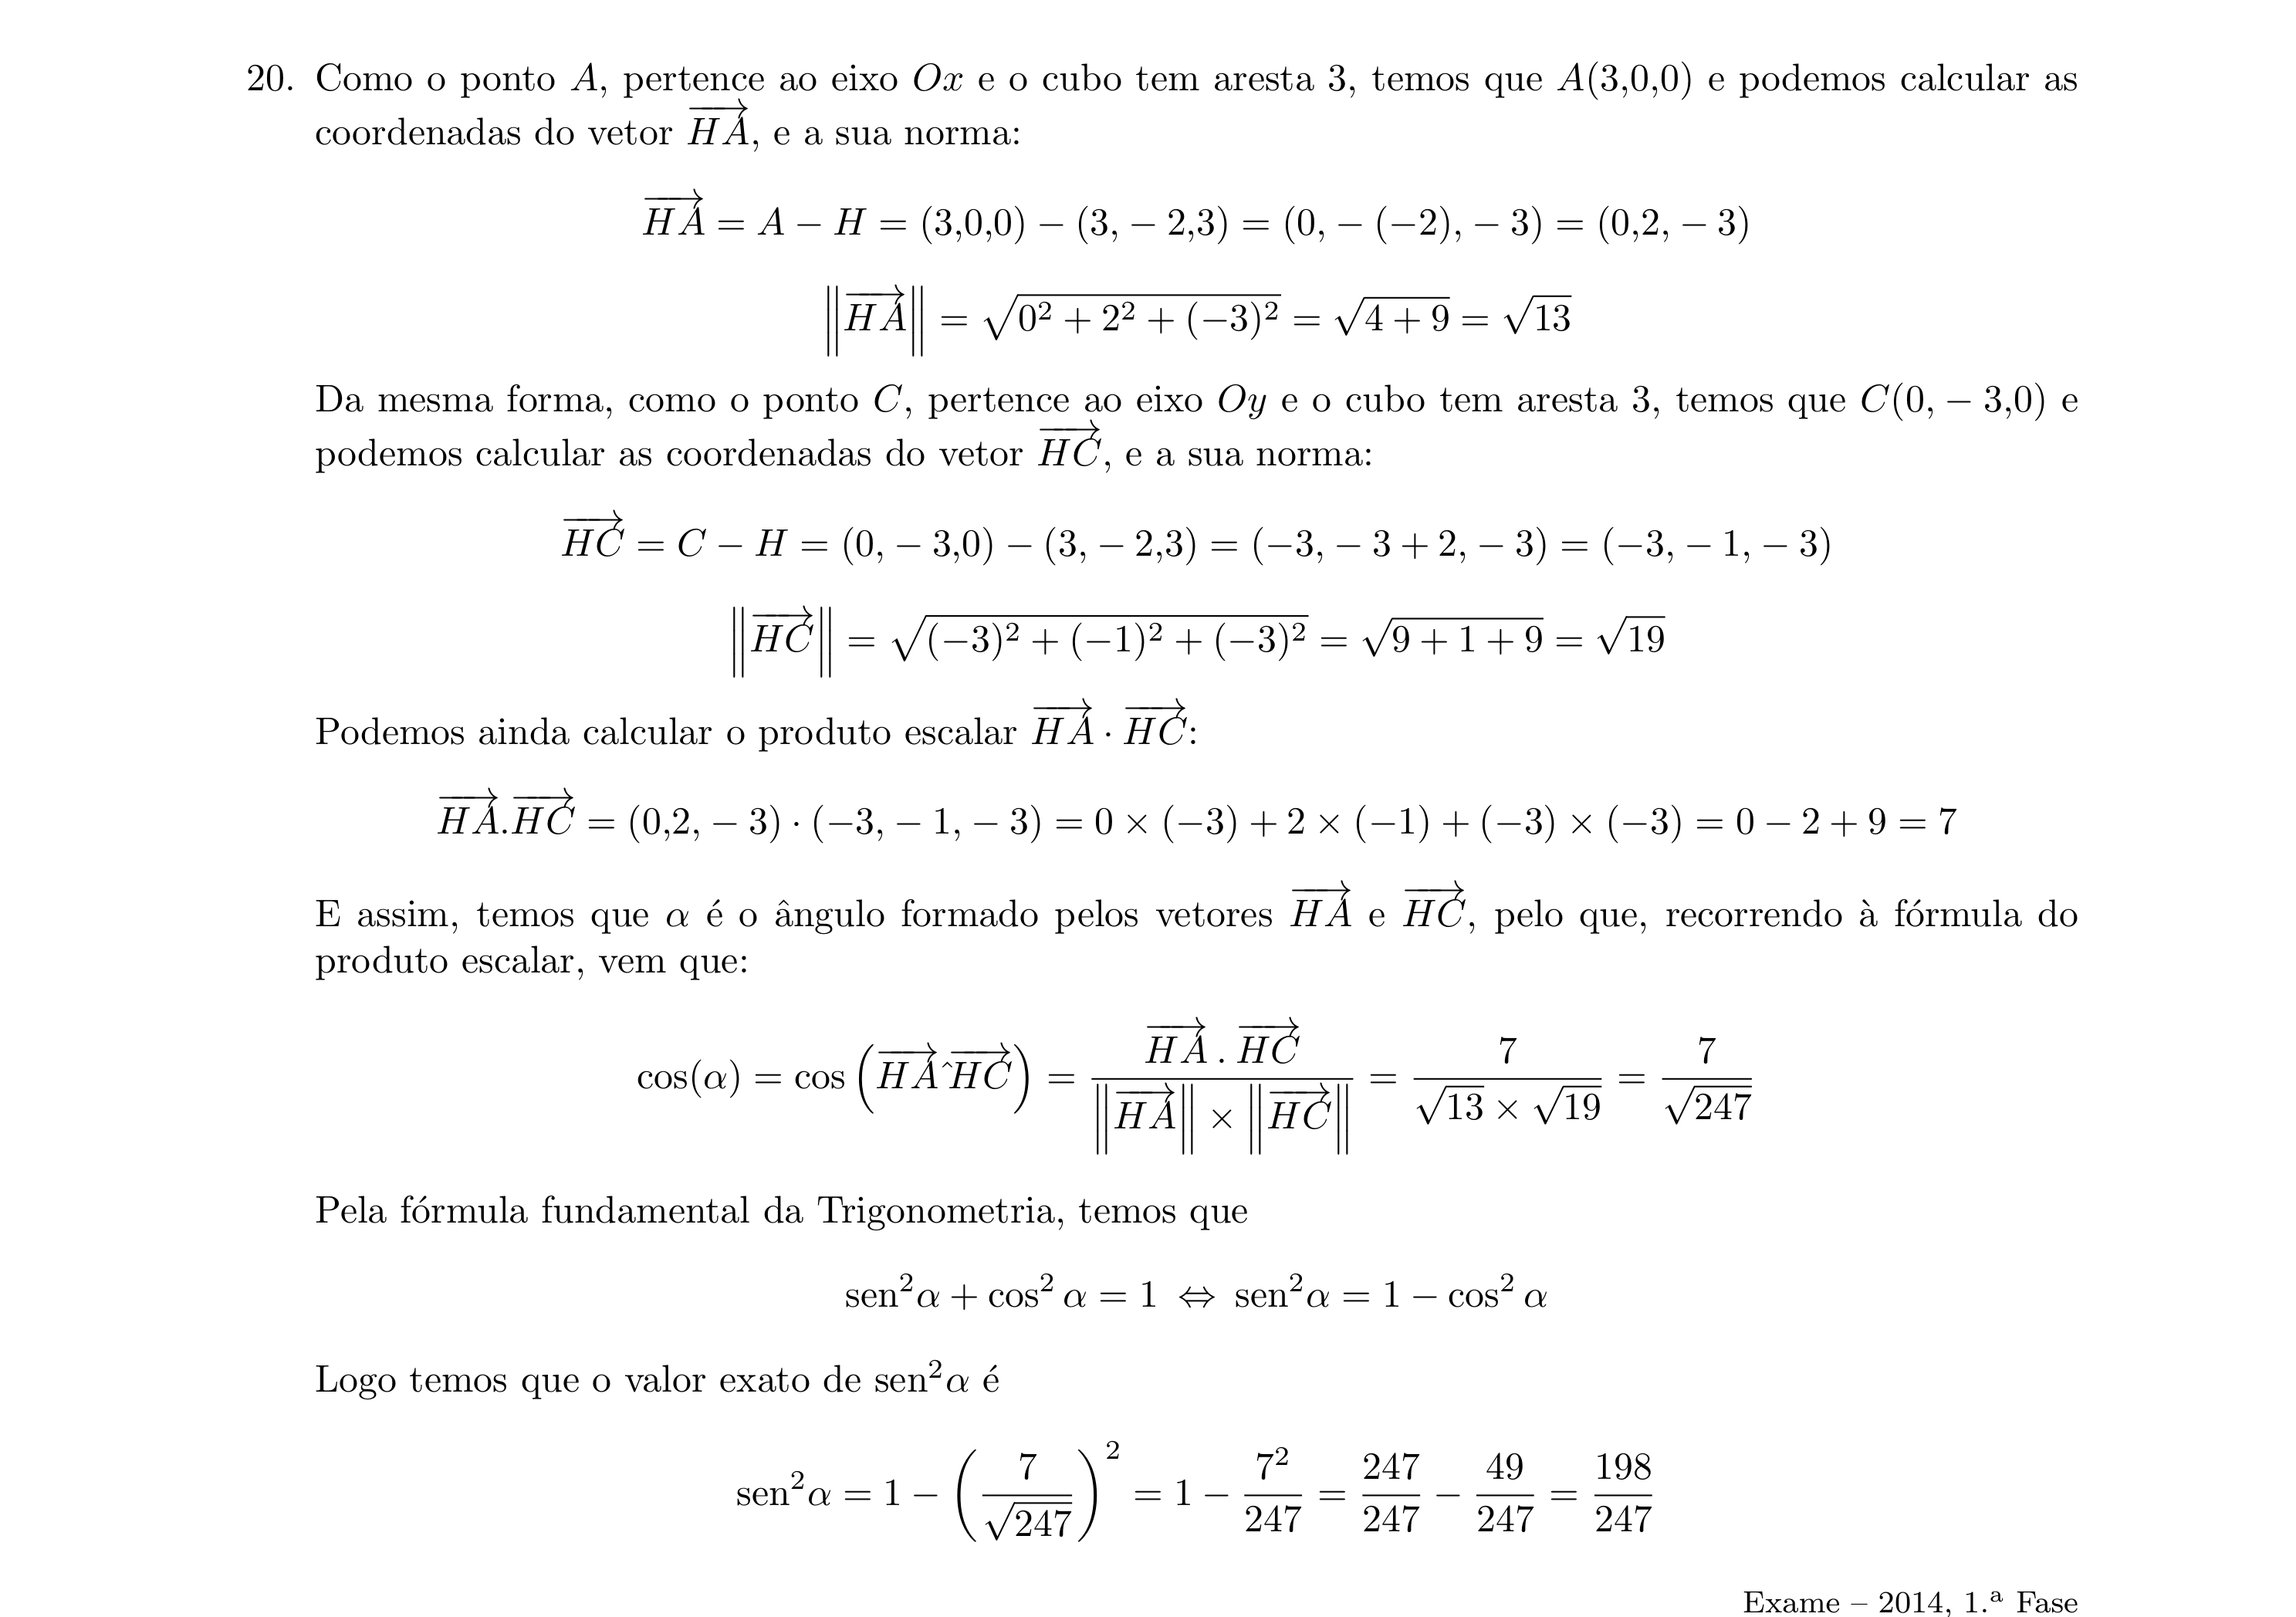 20. Como o ponto A, pertence ao eixo Ox e o cubo tem aresta 3, temos que A(3,0,0) e podemos calcular as
coordenadas do vetor $\overrightarrow{HA}$, e a sua norma:
$\overrightarrow{HA} = A - H = (3,0,0) - (3, -2,3) = (0, -(-2), -3) = (0,2, -3)$
$\left\|\overrightarrow{HA}\right\| = \sqrt{0^2 + 2^2 + (-3)^2} = \sqrt{4 + 9} = \sqrt{13}$
Da mesma forma, como o ponto C, pertence ao eixo Oy e o cubo tem aresta 3, temos que C(0, − 3,0) e
podemos calcular as coordenadas do vetor $\overrightarrow{HC}$, e a sua norma:
$\overrightarrow{HC} = C - H = (0, -3,0) - (3, -2,3) = (-3, -3 + 2, -3) = (-3, -1, -3)$
$\left\|\overrightarrow{HC}\right\| = \sqrt{(-3)^2 + (-1)^2 + (-3)^2} = \sqrt{9 + 1 + 9} = \sqrt{19}$
Podemos ainda calcular o produto escalar $\overrightarrow{HA} \cdot \overrightarrow{HC}$:
$\overrightarrow{HA}.\overrightarrow{HC} = (0,2, -3) \cdot (-3, -1, -3) = 0 \times (-3) + 2 \times (-1) + (-3) \times (-3) = 0 - 2 + 9 = 7$
E assim, temos que α é o ângulo formado pelos vetores $\overrightarrow{HA}$ e $\overrightarrow{HC}$, pelo que, recorrendo à fórmula do
produto escalar, vem que:
$\cos(\alpha) = \cos\left(\overrightarrow{HA}\hat{\ }\overrightarrow{HC}\right) = \frac{\overrightarrow{HA}.\overrightarrow{HC}}{\left\|\overrightarrow{HA}\right\| \times \left\|\overrightarrow{HC}\right\|} = \frac{7}{\sqrt{13} \times \sqrt{19}} = \frac{7}{\sqrt{247}}$
Pela fórmula fundamental da Trigonometria, temos que
$\text{sen}^2\alpha + \cos^2\alpha = 1 \Leftrightarrow \text{sen}^2\alpha = 1 - \cos^2\alpha$
Logo temos que o valor exato de $\text{sen}^2\alpha$ é
$\text{sen}^2\alpha = 1 - \left(\frac{7}{\sqrt{247}}\right)^2 = 1 - \frac{7^2}{247} = \frac{247}{247} - \frac{49}{247} = \frac{198}{247}$
Exame – 2014, 1.ª Fase